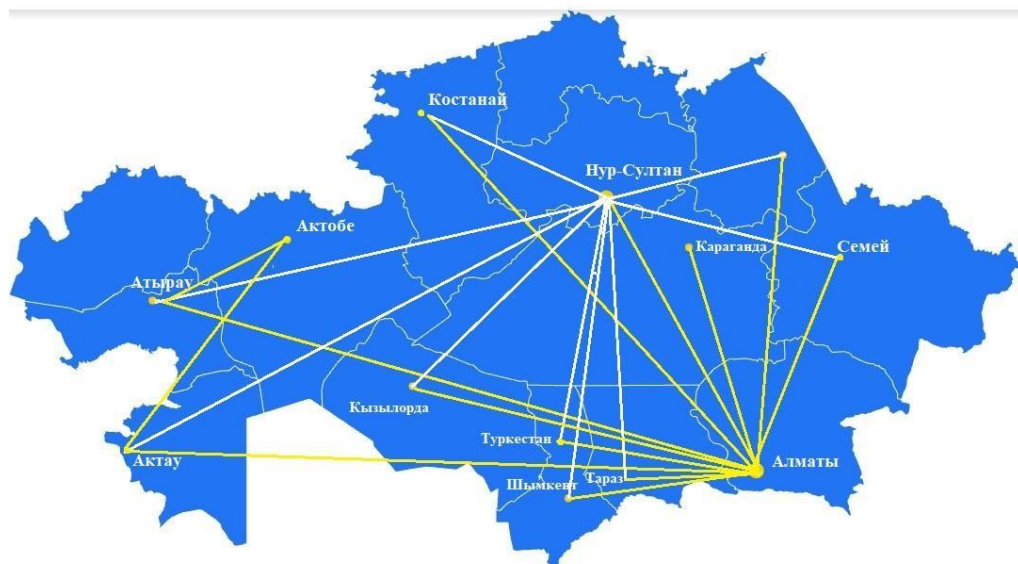 Костанай
Нур-Султан
Актобе
Караганда
Семей
Атырау
Кызылорда
Туркестан
Актау
Алматы
Шымкент
Тараз